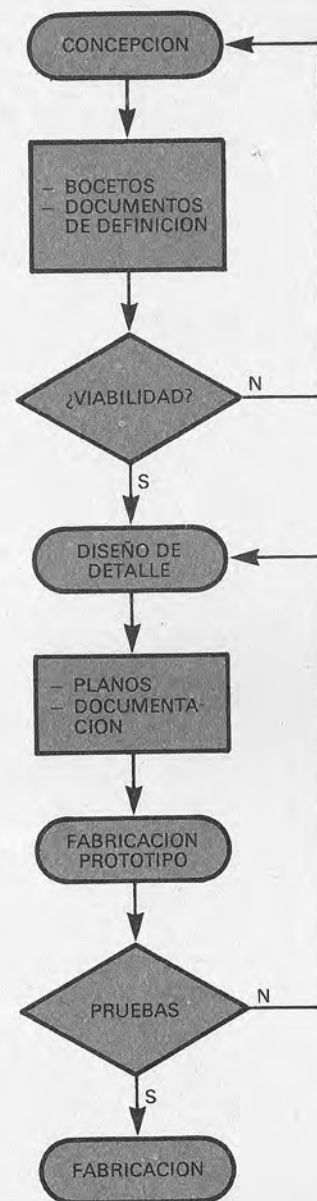 CONCEPCION
— BOCETOS
— DOCUMENTOS
DE DEFINICION
¿VIABILIDAD?
N
S
DISEÑO DE
DETALLE
— PLANOS
— DOCUMENTA-
CION
FABRICACION
PROTOTIPO
PRUEBAS
N
S
FABRICACION